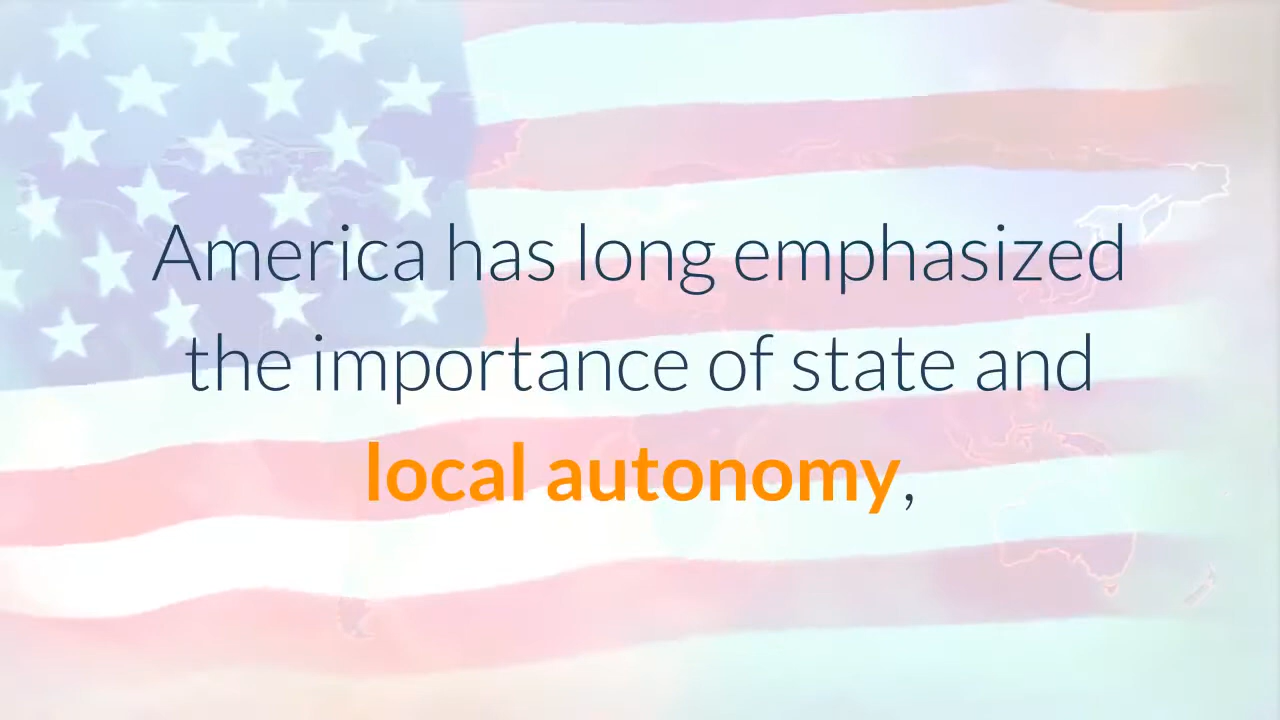 America has long emphasized
the importance of state and
local autonomy,